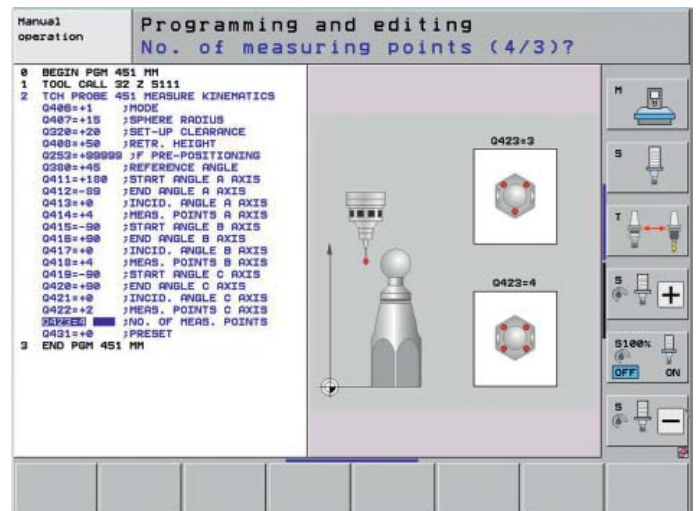 Manual
operation
Programming and editing
No. of measuring points (4/3)?
0 BEGIN PGM 451 MM
1 TOOL CALL 32 Z S111
2 TCH PROBE 451 MEASURE KINEMATICS
Q406=+1 ;MODE
Q407=+15 ;SPHERE RADIUS
Q320=+20 ;SET-UP CLEARANCE
Q408=+50 ;RETR. HEIGHT
Q253=+99999 ;F PRE-POSITIONING
Q380=+45 ;REFERENCE ANGLE
Q411=+180 ;START ANGLE A AXIS
Q412=-89 ;END ANGLE A AXIS
Q413=+0 ;INCID. ANGLE A AXIS
Q414=+4 ;MEAS. POINTS A AXIS
Q415=-90 ;START ANGLE B AXIS
Q416=+90 ;END ANGLE B AXIS
Q417=+0 ;INCID. ANGLE B AXIS
Q418=+4 ;MEAS. POINTS B AXIS
Q419=-90 ;START ANGLE C AXIS
Q420=+90 ;END ANGLE C AXIS
Q421=+0 ;INCID. ANGLE C AXIS
Q422=+2 ;MEAS. POINTS C AXIS
Q423=4 ;NO. OF MEAS. POINTS
Q431=+0 ;PRESET
3 END PGM 451 MM
Q423=3
Q423=4
M
S
T
S
+
S100%
OFF ON
S
−